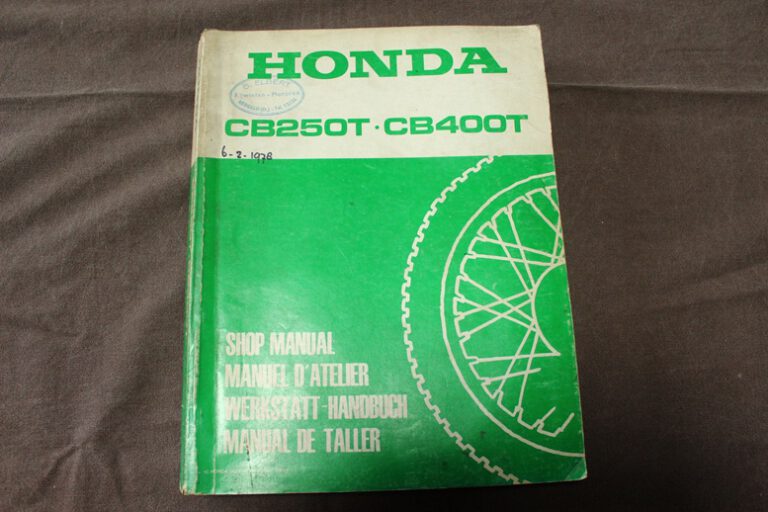 HONDA
CB250T·CB400T
6-2-1978
SHOP MANUAL
MANUEL D'ATELIER
WERKSTATT-HANDBUCH
MANUAL DE TALLER